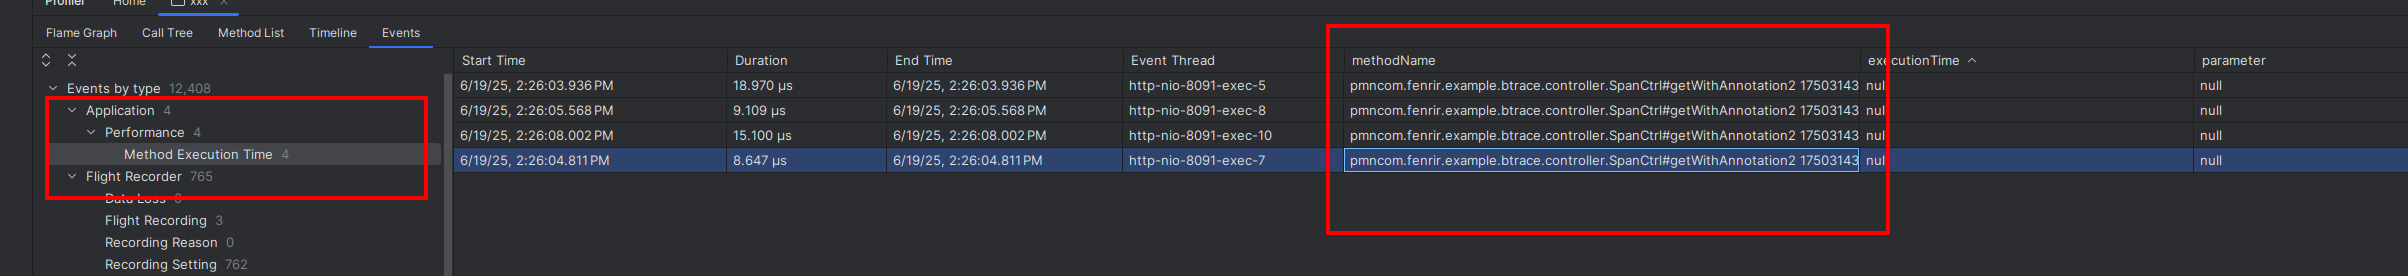 Profiler Home xxx
Flame Graph Call Tree Method List Timeline Events
Start Time Duration End Time Event Thread methodName executionTime parameter
Events by type 12,408
Application 4
Performance 4
Method Execution Time 4
Flight Recorder 765
Data Loss 0
Flight Recording 3
Recording Reason 0
Recording Setting 762
6/19/25, 2:26:03.936 PM 18.970 µs 6/19/25, 2:26:03.936 PM http-nio-8091-exec-5 pmncom.fenrir.example.btrace.controller.SpanCtrl#getWithAnnotation2 17503143 null null
6/19/25, 2:26:05.568 PM 9.109 µs 6/19/25, 2:26:05.568 PM http-nio-8091-exec-8 pmncom.fenrir.example.btrace.controller.SpanCtrl#getWithAnnotation2 17503143 null null
6/19/25, 2:26:08.002 PM 15.100 µs 6/19/25, 2:26:08.002 PM http-nio-8091-exec-10 pmncom.fenrir.example.btrace.controller.SpanCtrl#getWithAnnotation2 17503143 null null
6/19/25, 2:26:04.811 PM 8.647 µs 6/19/25, 2:26:04.811 PM http-nio-8091-exec-7 pmncom.fenrir.example.btrace.controller.SpanCtrl#getWithAnnotation2 17503143 null null